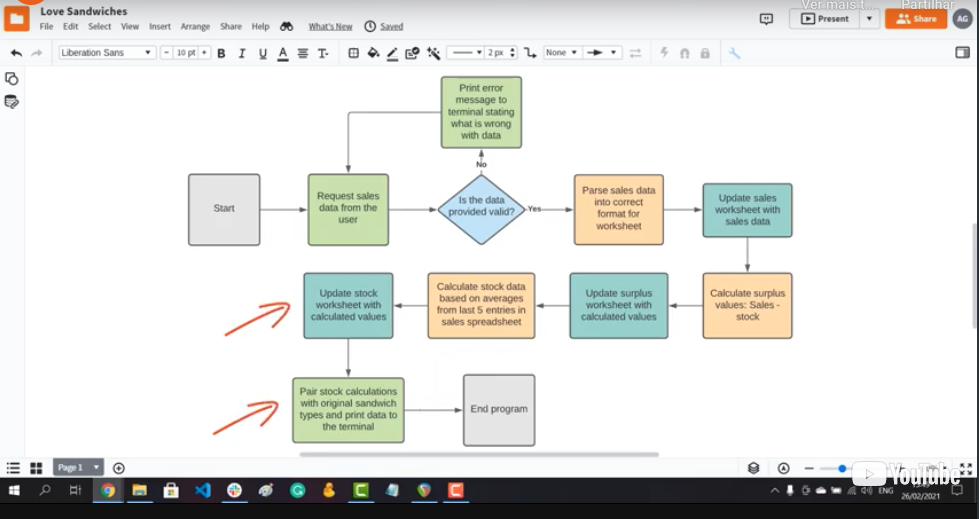 Love Sandwiches
Ver mais t...
Partilhar
File Edit Select View Insert Arrange Share Help What's New Saved
Present Share AG
Liberation Sans - 10 pt + B I U A T 2 px None
Print error
message to
terminal stating
what is wrong
with data
No
Start
Request sales
data from the
user
Is the data
provided valid?
Yes
Parse sales data
into correct
format for
worksheet
Update sales
worksheet with
sales data
Update stock
worksheet with
calculated values
Calculate stock data
based on averages
from last 5 entries in
sales spreadsheet
Update surplus
worksheet with
calculated values
Calculate surplus
values: Sales -
stock
Pair stock calculations
with original sandwich
types and print data to
the terminal
End program
Page 1
YouTube
ENG
26/02/2021